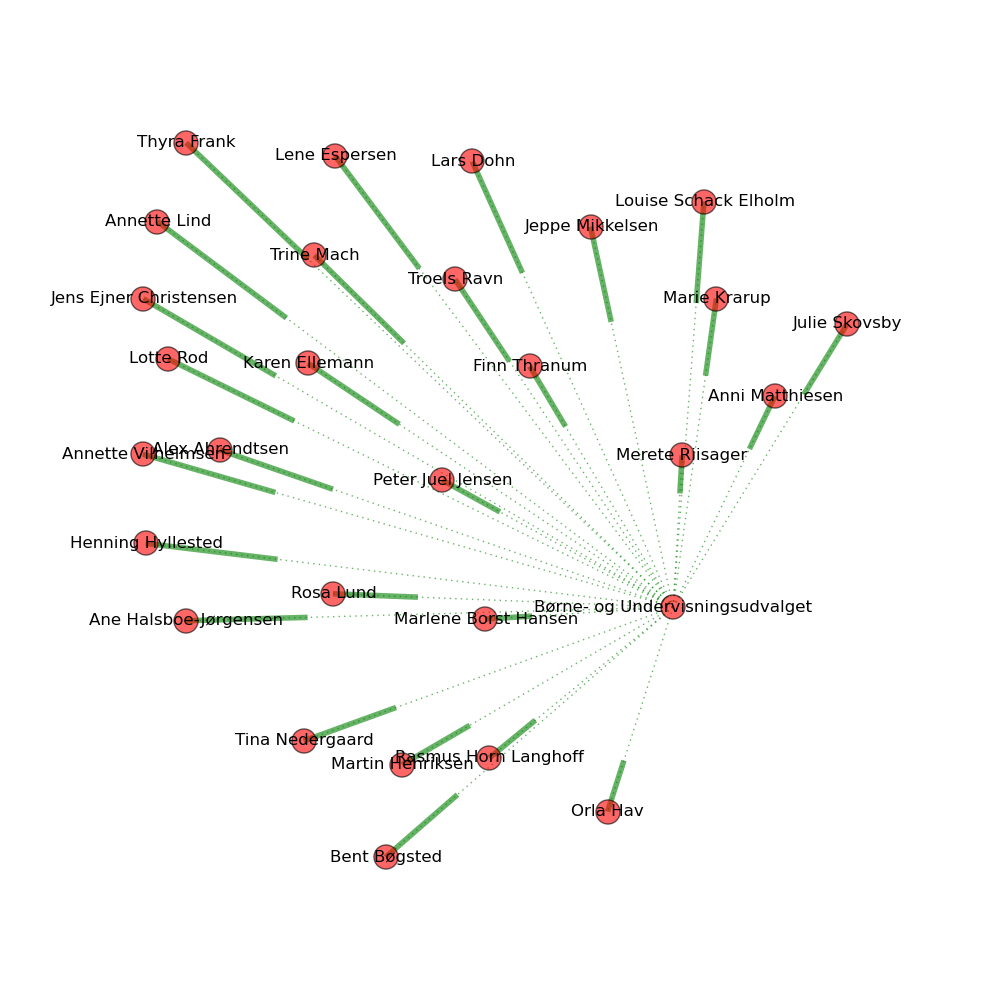 Thyra Frank
Lene Espersen
Lars Dohn
Louise Schack Elholm
Annette Lind
Jeppe Mikkelsen
Trine Mach
Troels Ravn
Jens Ejner Christensen
Marie Krarup
Julie Skovsby
Lotte Rod
Karen Ellemann
Finn Thranum
Anni Matthiesen
Alex Ahrendtsen
Annette Vilhelmsen
Merete Riisager
Peter Juel Jensen
Henning Hyllested
Rosa Lund
Børne- og Undervisningsudvalget
Ane Halsboe-Jørgensen
Marlene Borst Hansen
Tina Nedergaard
Rasmus Horn Langhoff
Martin Henriksen
Orla Hav
Bent Bøgsted